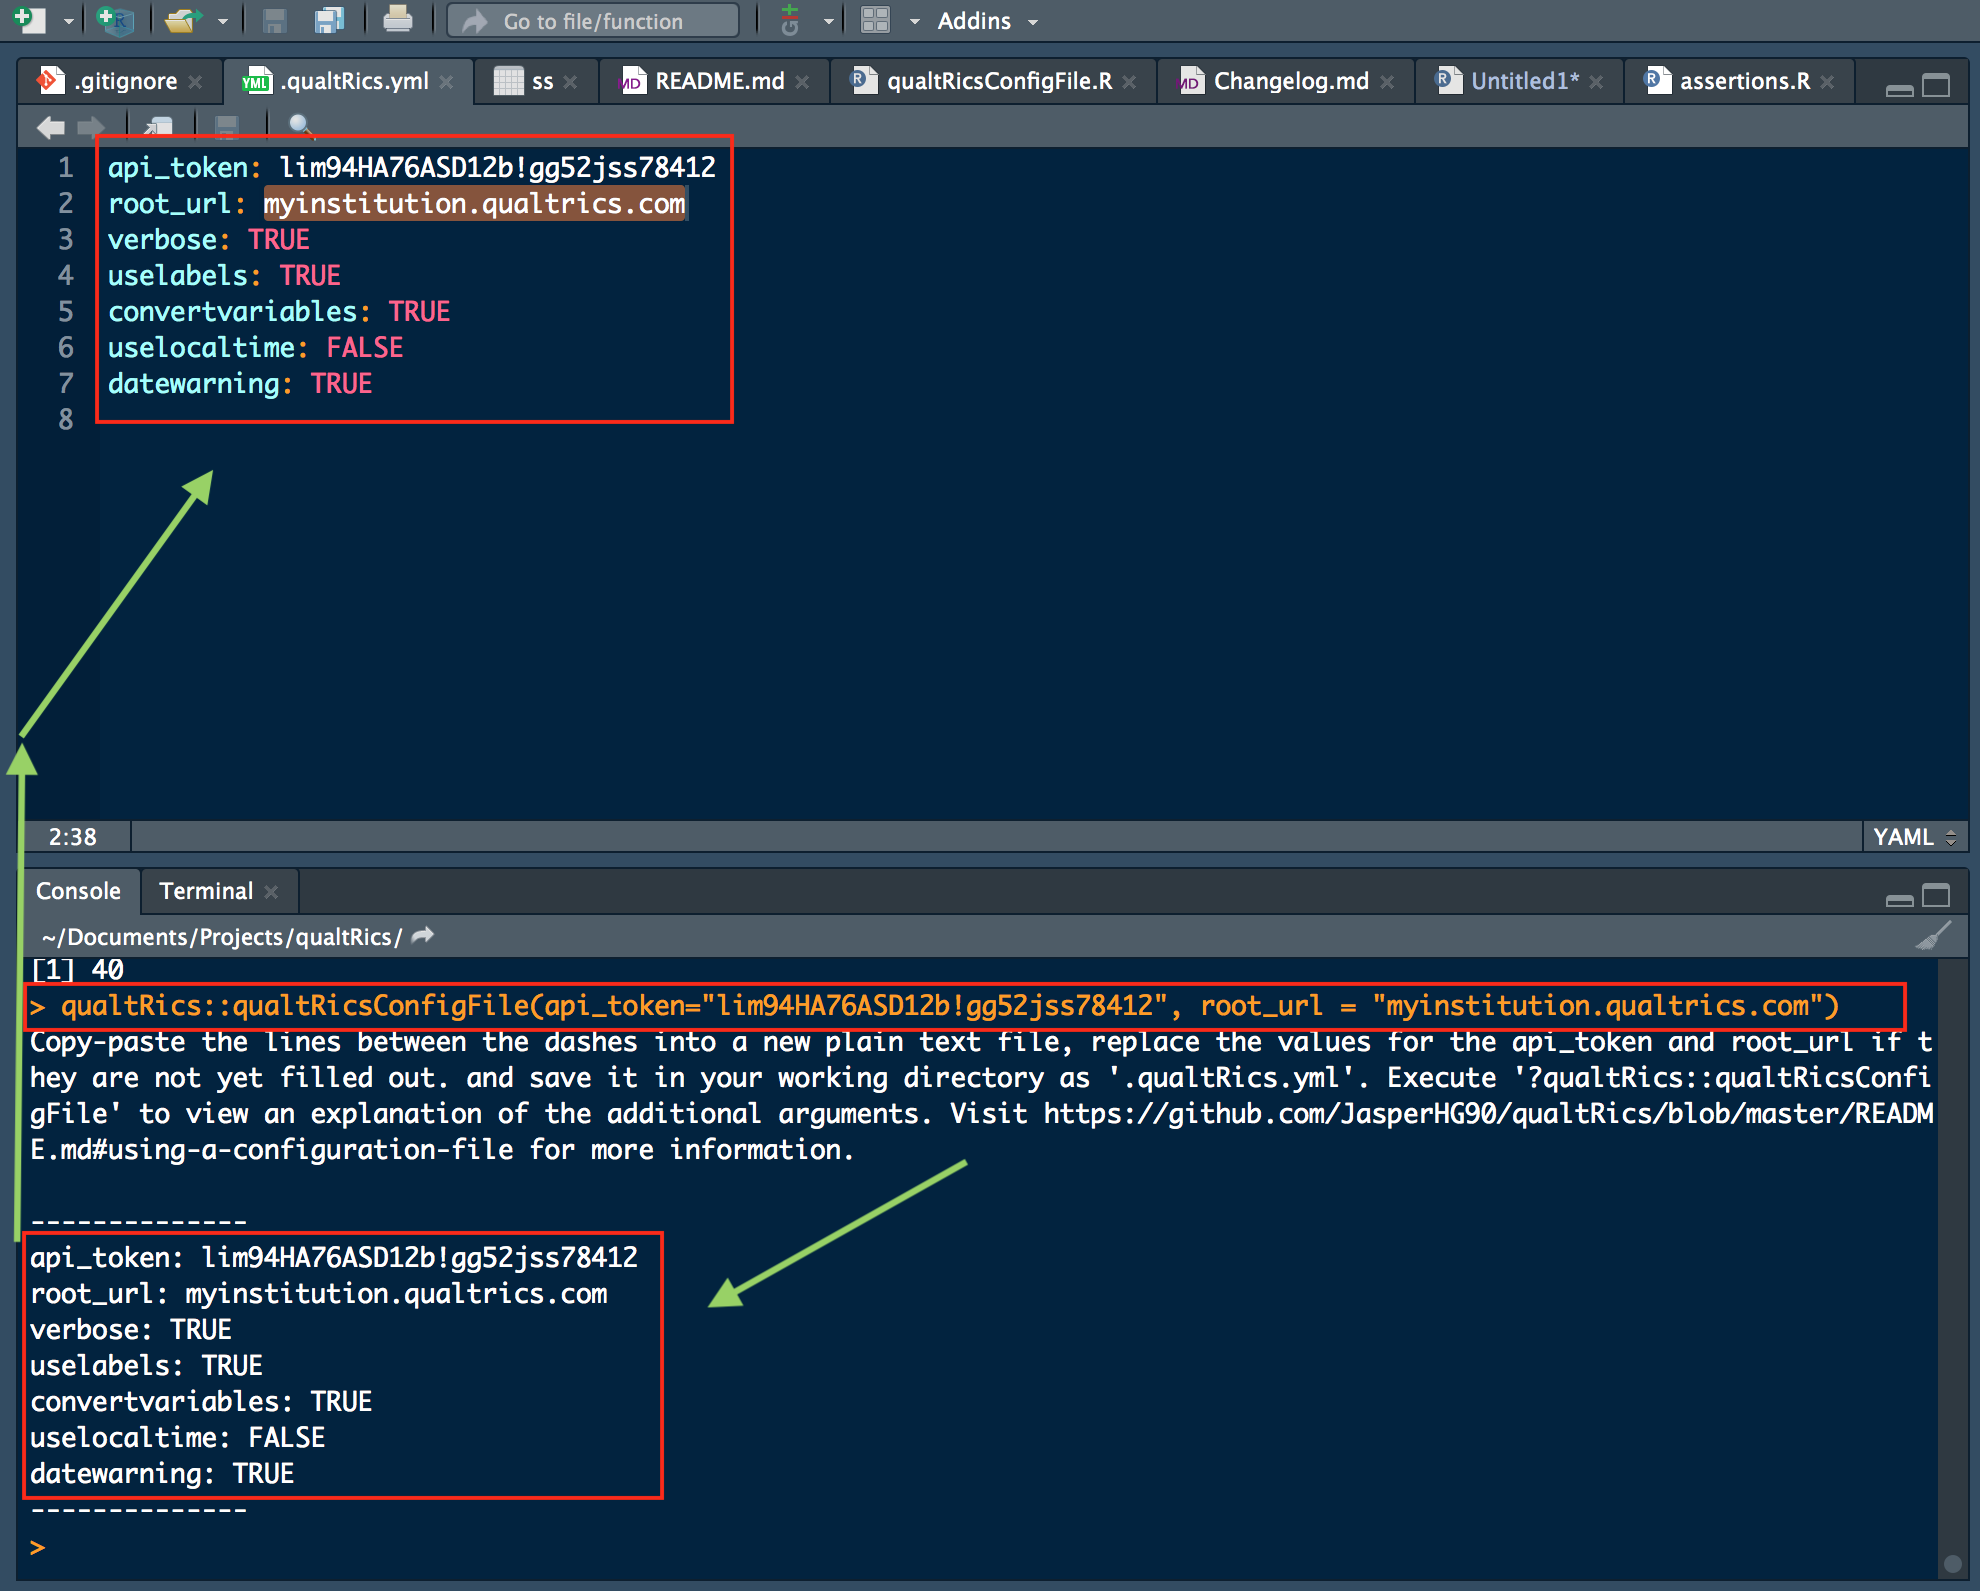 Go to file/function Addins
.gitignore .qualtRics.yml ss README.md qualtRicsConfigFile.R Changelog.md Untitled1* assertions.R
1 api_token: lim94HA76ASD12b!gg52jss78412
2 root_url: myinstitution.qualtrics.com
3 verbose: TRUE
4 uselabels: TRUE
5 convertvariables: TRUE
6 uselocaltime: FALSE
7 datewarning: TRUE
8
2:38 YAML
Console Terminal
~/Documents/Projects/qualtRics/
[1] 40
> qualtRics::qualtRicsConfigFile(api_token="lim94HA76ASD12b!gg52jss78412", root_url = "myinstitution.qualtrics.com")
Copy-paste the lines between the dashes into a new plain text file, replace the values for the api_token and root_url if t
hey are not yet filled out. and save it in your working directory as '.qualtRics.yml'. Execute '?qualtRics::qualtRicsConfi
gFile' to view an explanation of the additional arguments. Visit https://github.com/JasperHG90/qualtRics/blob/master/READM
E.md#using-a-configuration-file for more information.
--------------
api_token: lim94HA76ASD12b!gg52jss78412
root_url: myinstitution.qualtrics.com
verbose: TRUE
uselabels: TRUE
convertvariables: TRUE
uselocaltime: FALSE
datewarning: TRUE
--------------
>